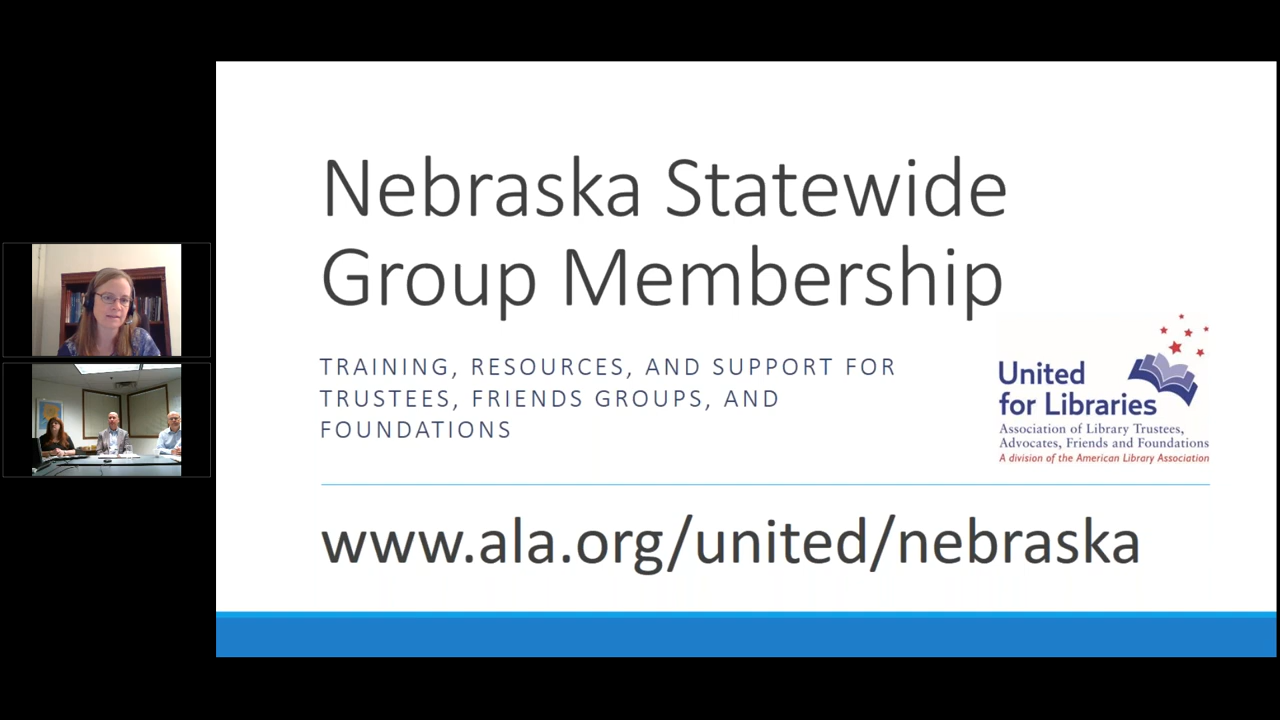 Nebraska Statewide
Group Membership
TRAINING, RESOURCES, AND SUPPORT FOR
TRUSTEES, FRIENDS GROUPS, AND
FOUNDATIONS
United
for Libraries
Association of Library Trustees,
Advocates, Friends and Foundations
A division of the American Library Association
www.ala.org/united/nebraska